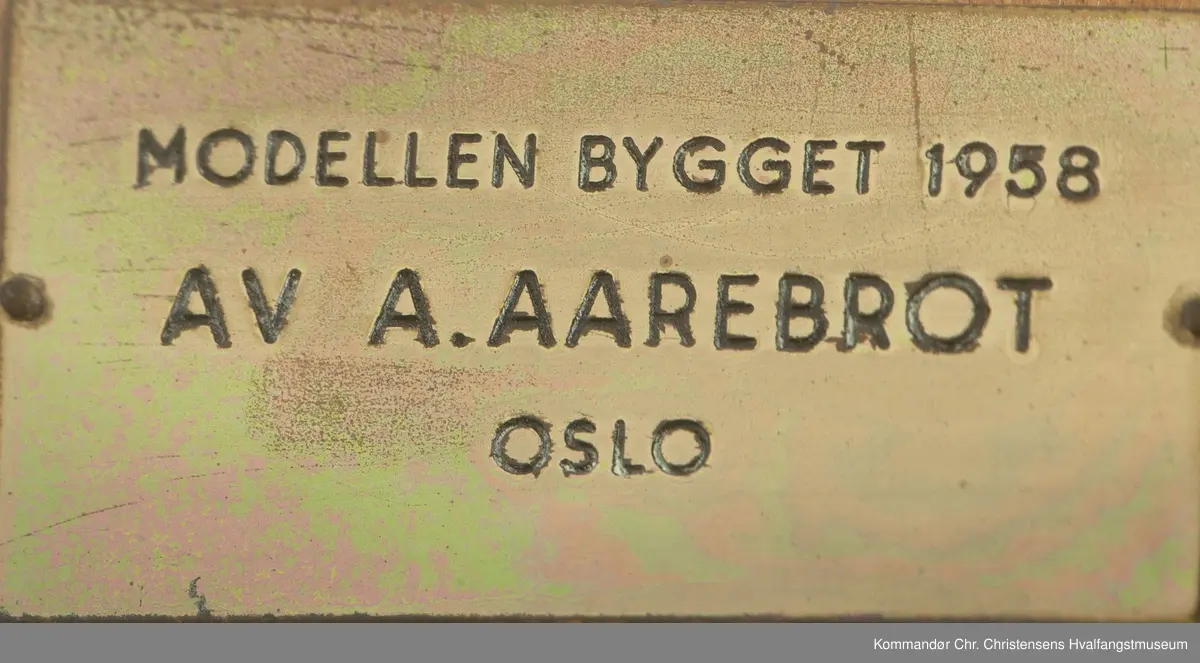 MODELLEN BYGGET 1958
AV A. AAREBROT
OSLO
Kommandør Chr. Christensens Hvalfangstmuseum